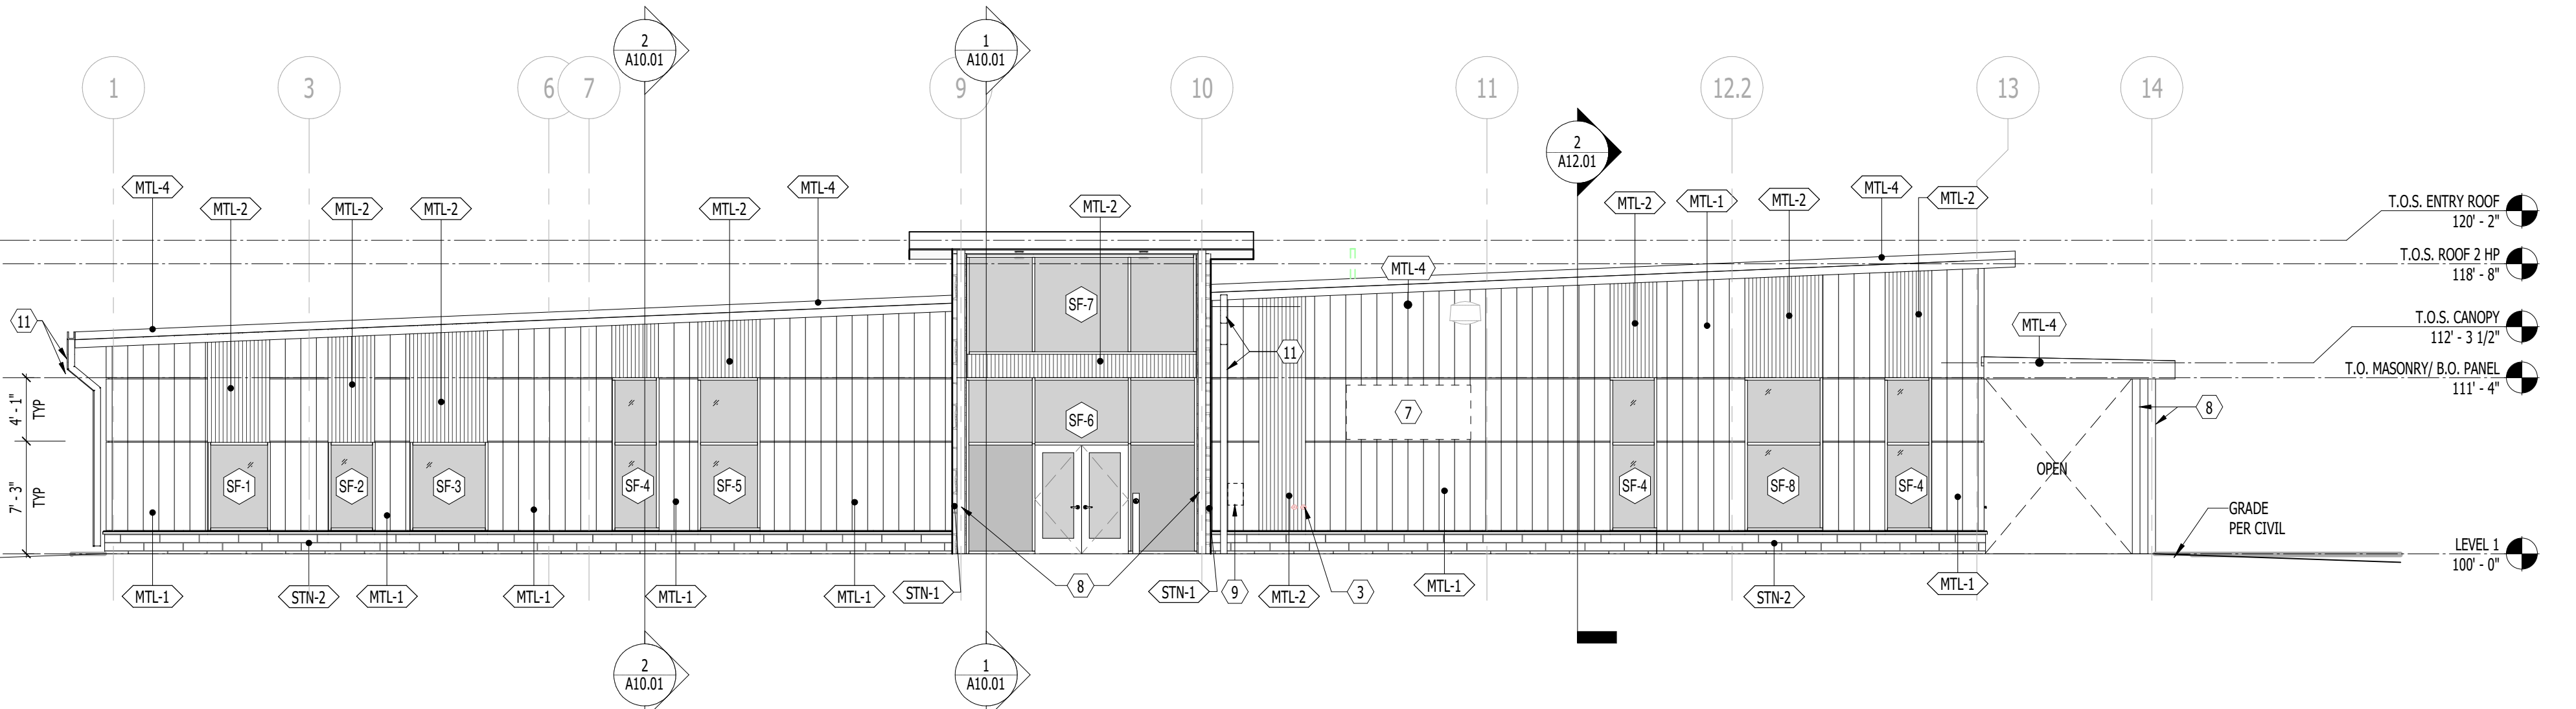 2
A10.01
1
A10.01
1
3
6
7
9
10
11
12.2
13
14
2
A12.01
MTL-4
MTL-2
MTL-2
MTL-2
MTL-2
MTL-4
MTL-2
MTL-2
MTL-1
MTL-2
MTL-4
MTL-2
T.O.S. ENTRY ROOF
120' - 2"
T.O.S. ROOF 2 HP
118' - 8"
MTL-4
SF-7
11
11
MTL-4
T.O.S. CANOPY
112' - 3 1/2"
T.O. MASONRY/ B.O. PANEL
111' - 4"
4' - 1"
TYP
7
SF-6
8
7' - 3"
TYP
SF-1
SF-2
SF-3
SF-4
SF-5
SF-4
SF-8
SF-4
OPEN
GRADE
PER CIVIL
LEVEL 1
100' - 0"
MTL-1
STN-2
MTL-1
MTL-1
MTL-1
MTL-1
STN-1
8
STN-1
9
MTL-2
3
MTL-1
STN-2
MTL-1
2
A10.01
1
A10.01